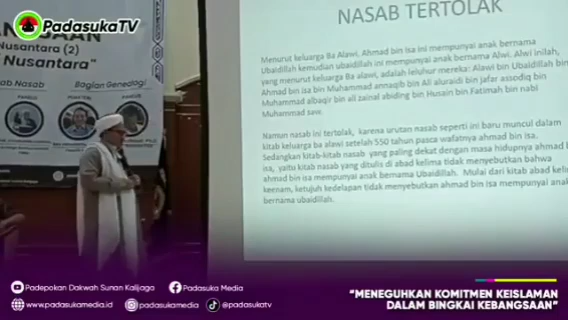 PadasukaTV
NGSAAN
Nusantara (2)
Nusantara"
ab Nasab
Bagian Geneologi
NASAB TERTOLAK
Menurut keluarga Ba Alawi, Ahmad bin Isa ini mempunyai anak bernama
Ubaidillah kemudian ubaidillah ini mempunyai anak bernama Alwi. Alwi inilah,
yang menurut keluarga Ba alawi, adalah leluhur mereka: Alawi bin Ubaidillah bin
Ahmad bin isa bin Muhammad annaqib bin Ali aluraidi bin jafar assodiq bin
Muhammad albaqir bin ali zainal abiding bin Husain bin Fatimah bin nabi
Muhammad saw.
Namun nasab ini tertolak, karena urutan nasab seperti ini baru muncul dalam
kitab keluarga ba alawi setelah 550 tahun pasca wafatnya ahmad bin isa.
Sedangkan kitab-kitab nasab yang paling dekat dengan masa hidupnya ahmad b
isa, yaitu kitab nasab yang ditulis di abad kelima tidak menyebutkan bahwa
ahmad bin isa mempunyai anak bernama Ubaidillah. Mulai dari kitab abad kelim
keenam, ketujuh kedelapan tidak menyebutkan ahmad bin isa mempunyai anak
bernama ubaidillah.
Padepokan Dakwah Sunan Kalijaga
Padasuka Media
www.padasukamedia.id
padasukamedia
padasukatv
"MENEGUHKAN KOMITMEN KEISLAMAN
DALAM BINGKAI KEBANGSAAN"